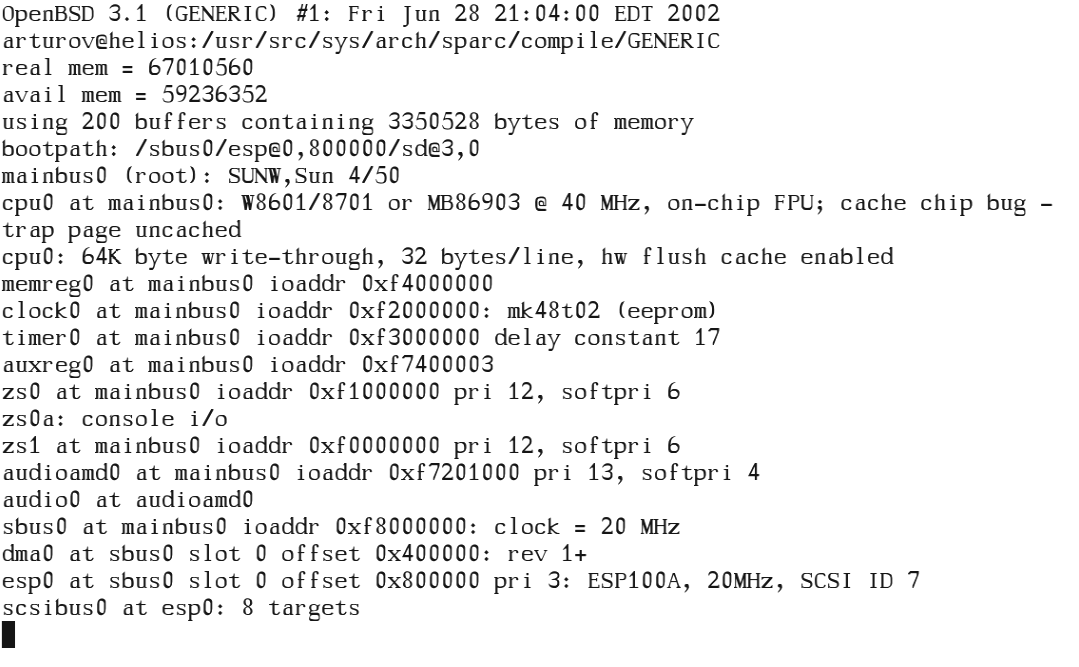 OpenBSD 3.1 (GENERIC) #1: Fri Jun 28 21:04:00 EDT 2002
arturov@helios:/usr/src/sys/arch/sparc/compile/GENERIC
real mem = 67010560
avail mem = 59236352
using 200 buffers containing 3350528 bytes of memory
bootpath: /sbus0/esp@0,800000/sd@3,0
mainbus0 (root): SUNW,Sun 4/50
cpu0 at mainbus0: W8601/8701 or MB86903 @ 40 MHz, on-chip FPU; cache chip bug -
trap page uncached
cpu0: 64K byte write-through, 32 bytes/line, hw flush cache enabled
memreg0 at mainbus0 ioaddr 0xf4000000
clock0 at mainbus0 ioaddr 0xf2000000: mk48t02 (eeprom)
timer0 at mainbus0 ioaddr 0xf3000000 delay constant 17
auxreg0 at mainbus0 ioaddr 0xf7400003
zs0 at mainbus0 ioaddr 0xf1000000 pri 12, softpri 6
zs0a: console i/o
zs1 at mainbus0 ioaddr 0xf0000000 pri 12, softpri 6
audioamd0 at mainbus0 ioaddr 0xf7201000 pri 13, softpri 4
audio0 at audioamd0
sbus0 at mainbus0 ioaddr 0xf8000000: clock = 20 MHz
dma0 at sbus0 slot 0 offset 0x400000: rev 1+
esp0 at sbus0 slot 0 offset 0x800000 pri 3: ESP100A, 20MHz, SCSI ID 7
scsibus0 at esp0: 8 targets